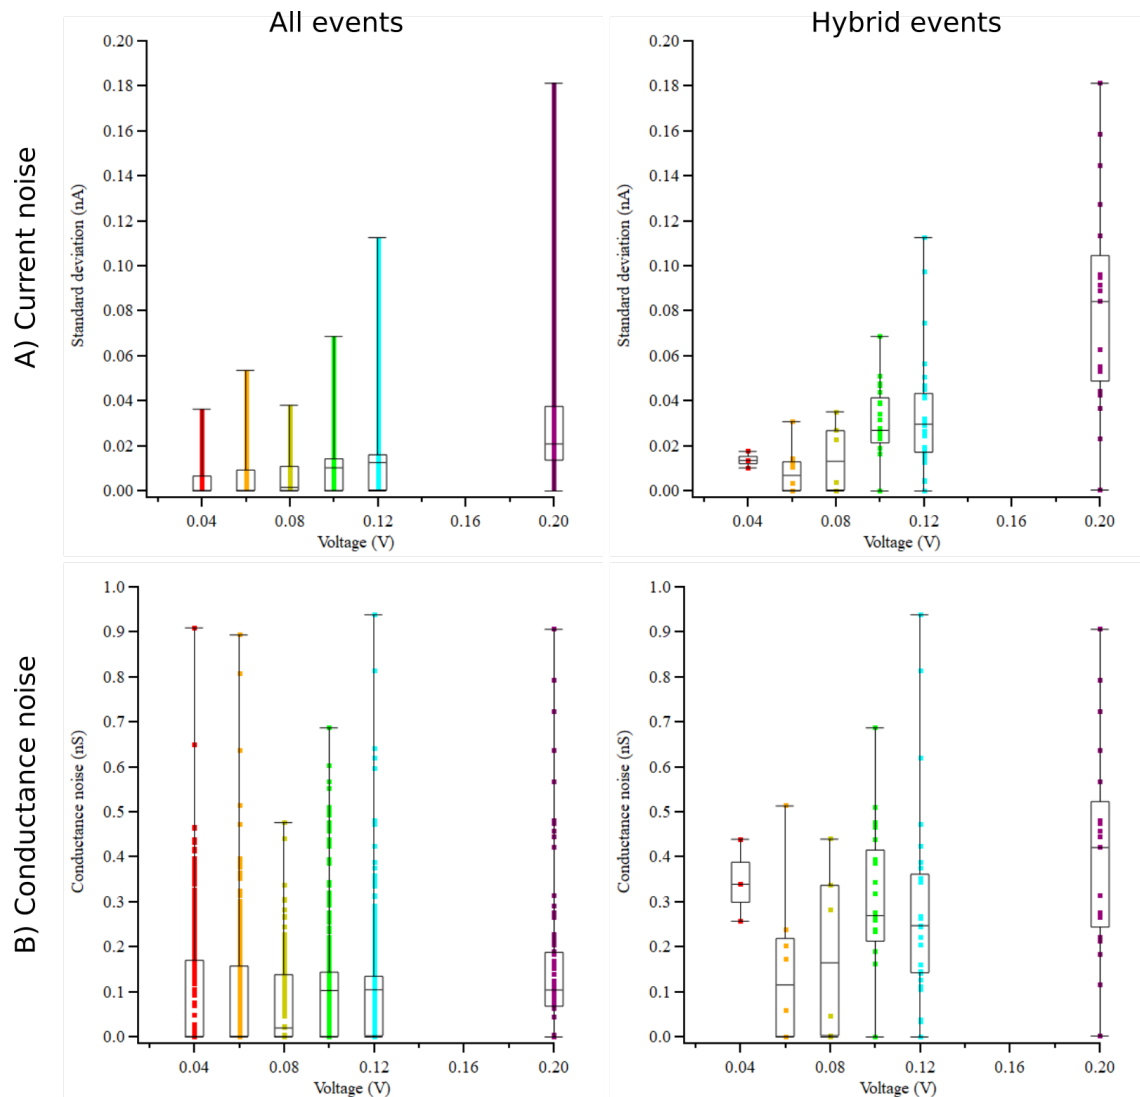 All events
Hybrid events
A) Current noise
Standard deviation (nA)
0.20
0.18
0.16
0.14
0.12
0.10
0.08
0.06
0.04
0.02
0.00
0.04 0.08 0.12 0.16 0.20
Voltage (V)
Standard deviation (nA)
0.20
0.18
0.16
0.14
0.12
0.10
0.08
0.06
0.04
0.02
0.00
0.04 0.08 0.12 0.16 0.20
Voltage (V)
B) Conductance noise
Conductance noise (nS)
1.0
0.9
0.8
0.7
0.6
0.5
0.4
0.3
0.2
0.1
0.0
0.04 0.08 0.12 0.16 0.20
Voltage (V)
Conductance noise (nS)
1.0
0.9
0.8
0.7
0.6
0.5
0.4
0.3
0.2
0.1
0.0
0.04 0.08 0.12 0.16 0.20
Voltage (V)